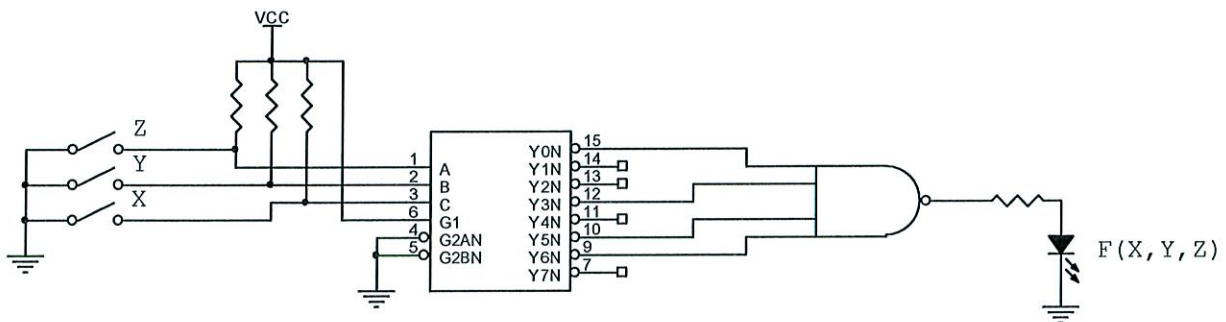 VCC
Z
Y
X
1 A
2 B
3 C
6 G1
4 G2AN
5 G2BN
Y0N 15
Y1N 14
Y2N 13
Y3N 12
Y4N 11
Y5N 10
Y6N 9
Y7N 7
F(X,Y,Z)